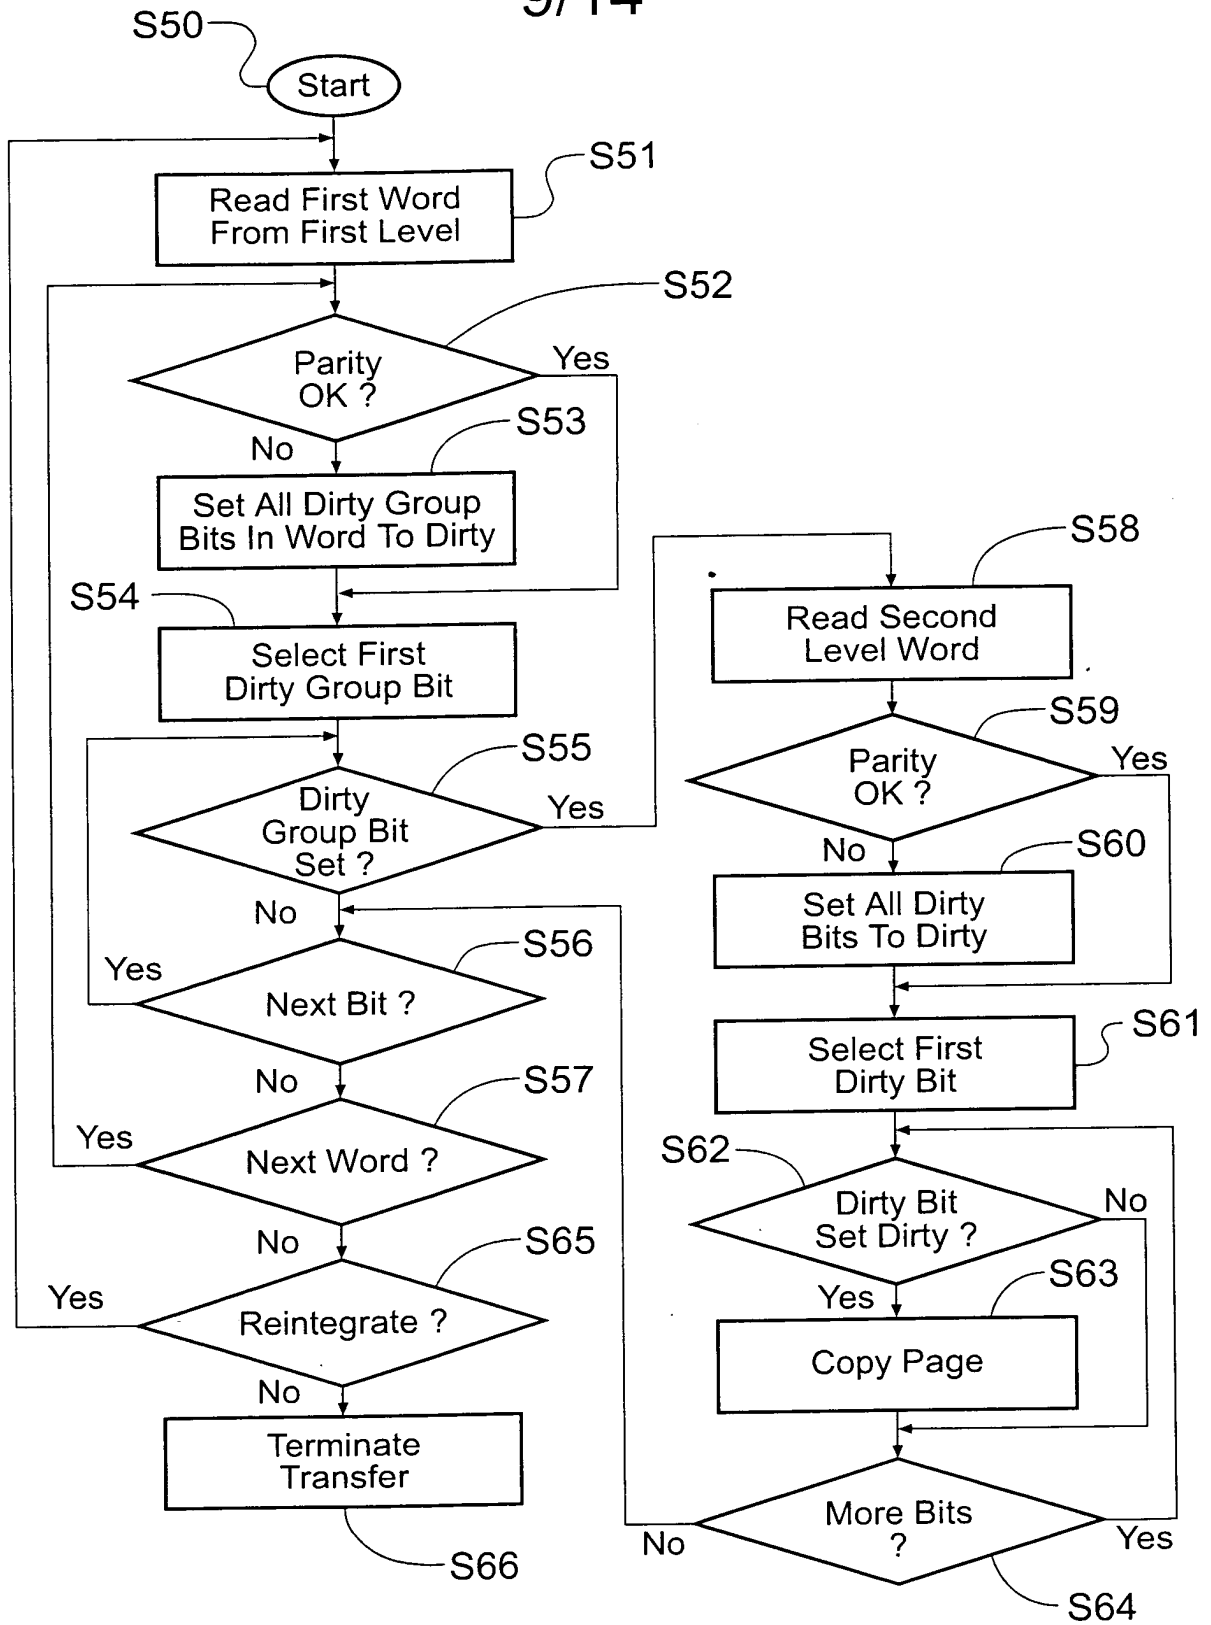 9/14
S50
Start
S51
Read First Word
From First Level
S52
Parity
OK ?
Yes
No
S53
Set All Dirty Group
Bits In Word To Dirty
S54
Select First
Dirty Group Bit
S55
Dirty
Group Bit
Set ?
Yes
No
S56
Next Bit ?
Yes
No
S57
Next Word ?
Yes
No
S65
Reintegrate ?
Yes
No
Terminate
Transfer
S66
S58
Read Second
Level Word
S59
Parity
OK ?
Yes
No
S60
Set All Dirty
Bits To Dirty
S61
Select First
Dirty Bit
S62
Dirty Bit
Set Dirty ?
No
Yes
S63
Copy Page
More Bits
?
No
Yes
S64